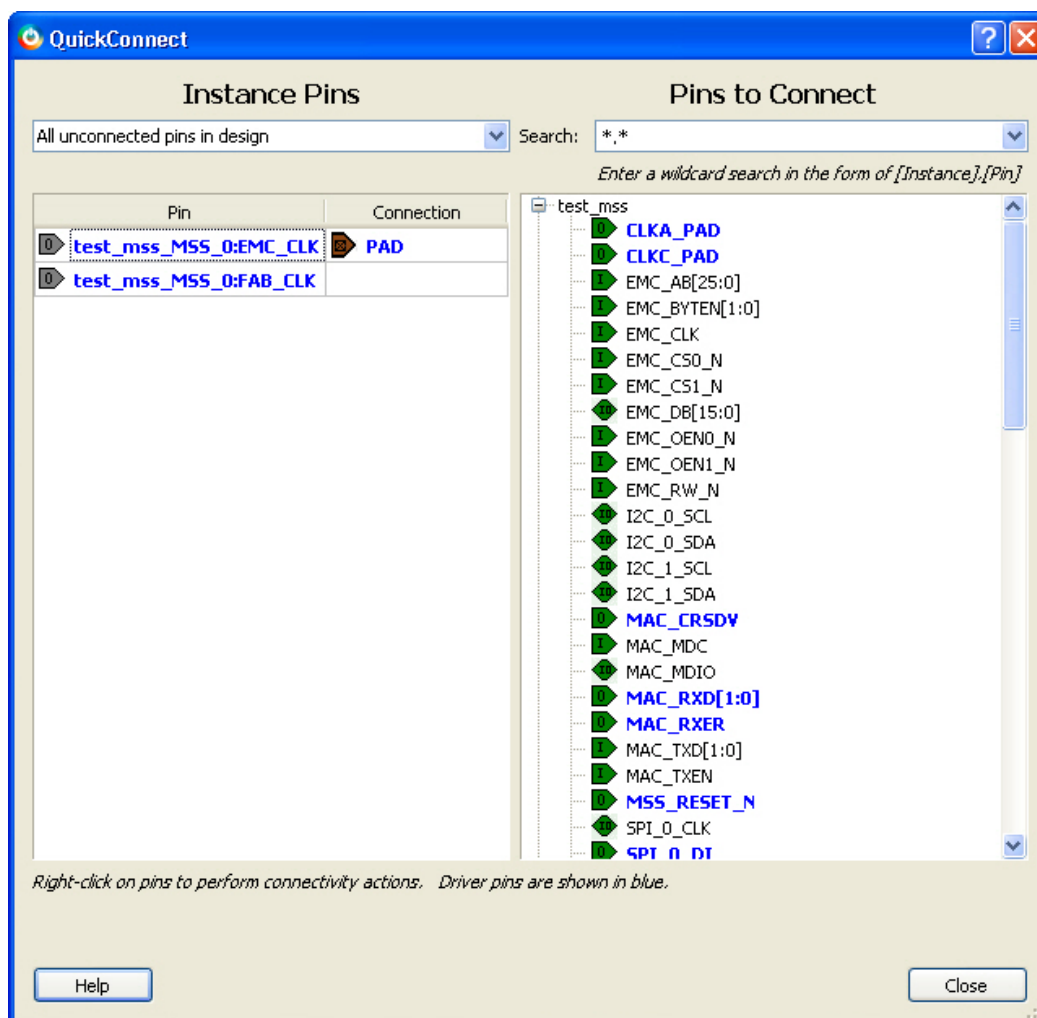 QuickConnect
Instance Pins
Pins to Connect
All unconnected pins in design
Search: *.*
Enter a wildcard search in the form of [Instance].[Pin]
Pin Connection
test_mss_MSS_0:EMC_CLK PAD
test_mss_MSS_0:FAB_CLK
test_mss
CLKA_PAD
CLKC_PAD
EMC_AB[25:0]
EMC_BYTEN[1:0]
EMC_CLK
EMC_CS0_N
EMC_CS1_N
EMC_DB[15:0]
EMC_OEN0_N
EMC_OEN1_N
EMC_RW_N
I2C_0_SCL
I2C_0_SDA
I2C_1_SCL
I2C_1_SDA
MAC_CRSDV
MAC_MDC
MAC_MDIO
MAC_RXD[1:0]
MAC_RXER
MAC_TXD[1:0]
MAC_TXEN
MSS_RESET_N
SPI_0_CLK
SPI_0_DI
Right-click on pins to perform connectivity actions. Driver pins are shown in blue.
Help
Close